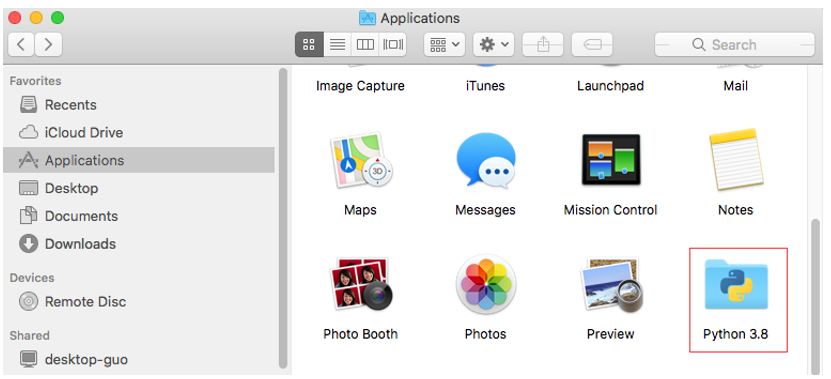 Applications
Search
Favorites
Recents
iCloud Drive
Applications
Desktop
Documents
Downloads
Devices
Remote Disc
Shared
desktop-guo
Image Capture
iTunes
Launchpad
Mail
3D
Maps
Messages
Mission Control
Notes
Photo Booth
Photos
Preview
Python 3.8